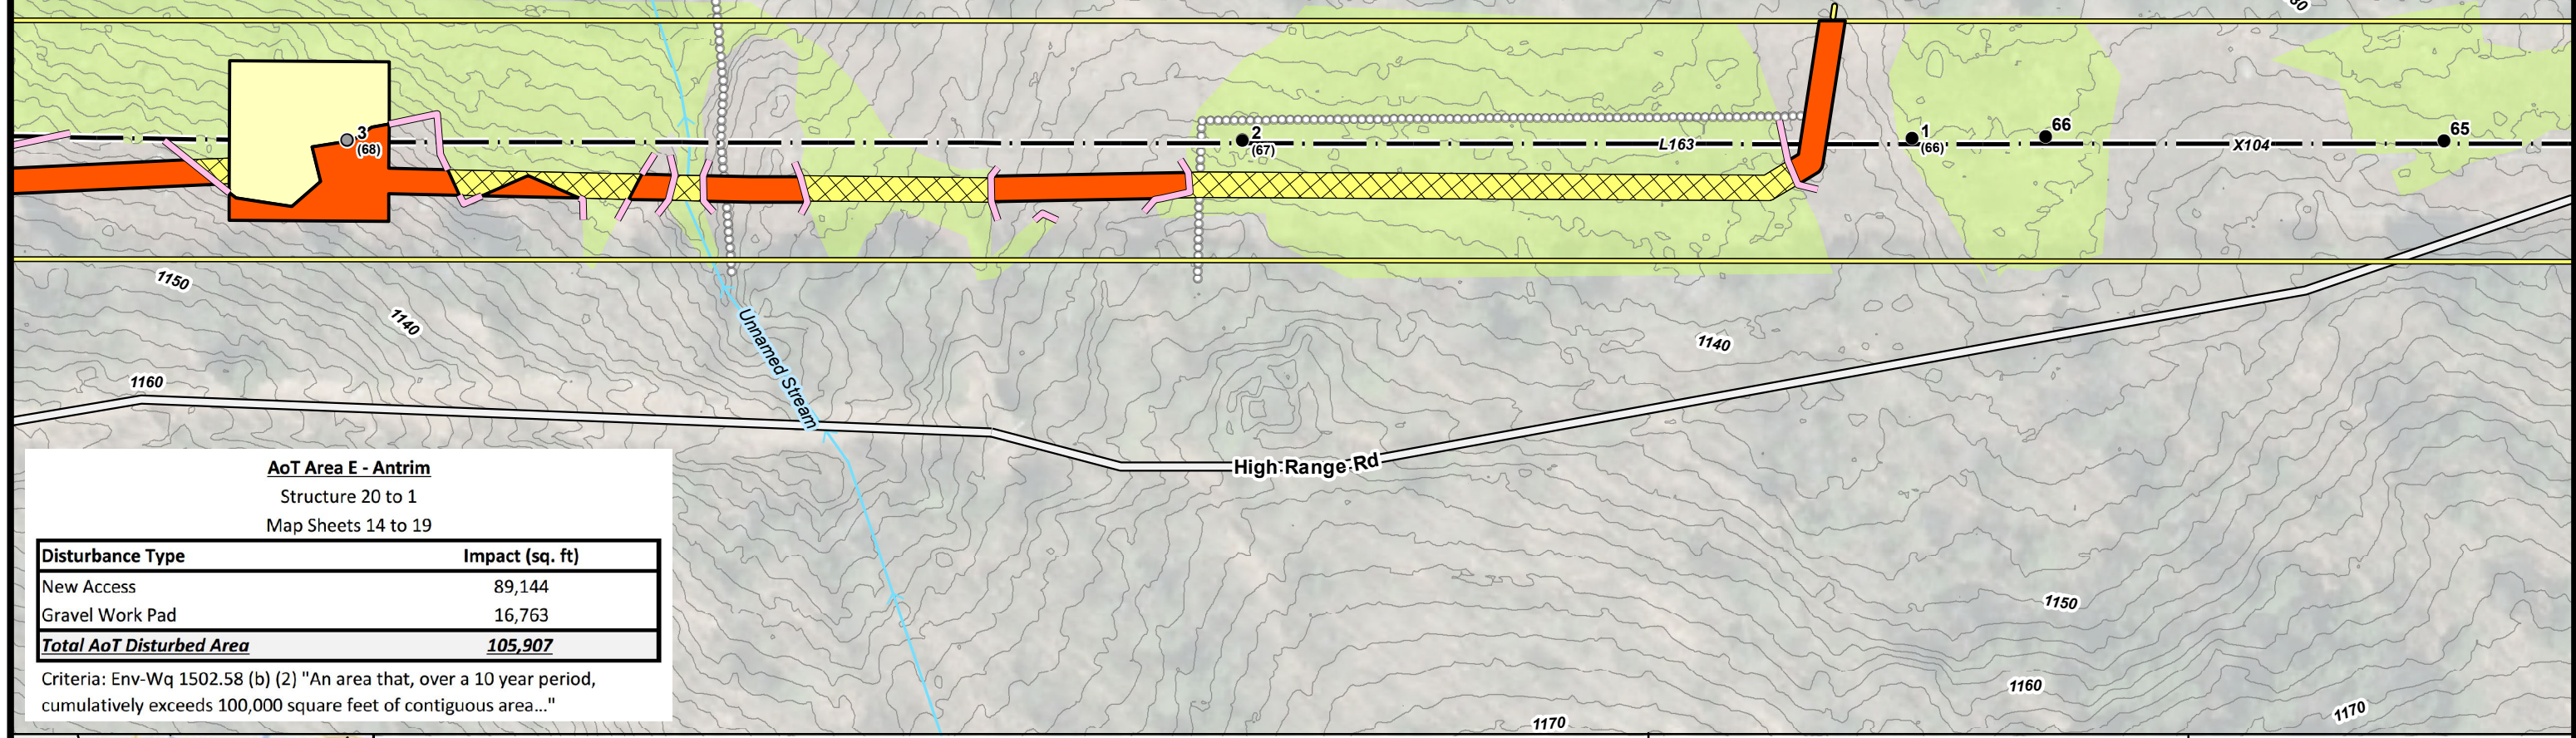 3
(68)
2
(67)
L163
1
(66)
66
X104
65
1150
1140
Unnamed Stream
1140
1160
High Range Rd
AoT Area E - Antrim
Structure 20 to 1
Map Sheets 14 to 19
Disturbance Type Impact (sq. ft)
New Access 89,144
Gravel Work Pad 16,763
Total AoT Disturbed Area 105,907
Criteria: Env-Wq 1502.58 (b) (2) "An area that, over a 10 year period,
cumulatively exceeds 100,000 square feet of contiguous area..."
1150
1160
1170
1170